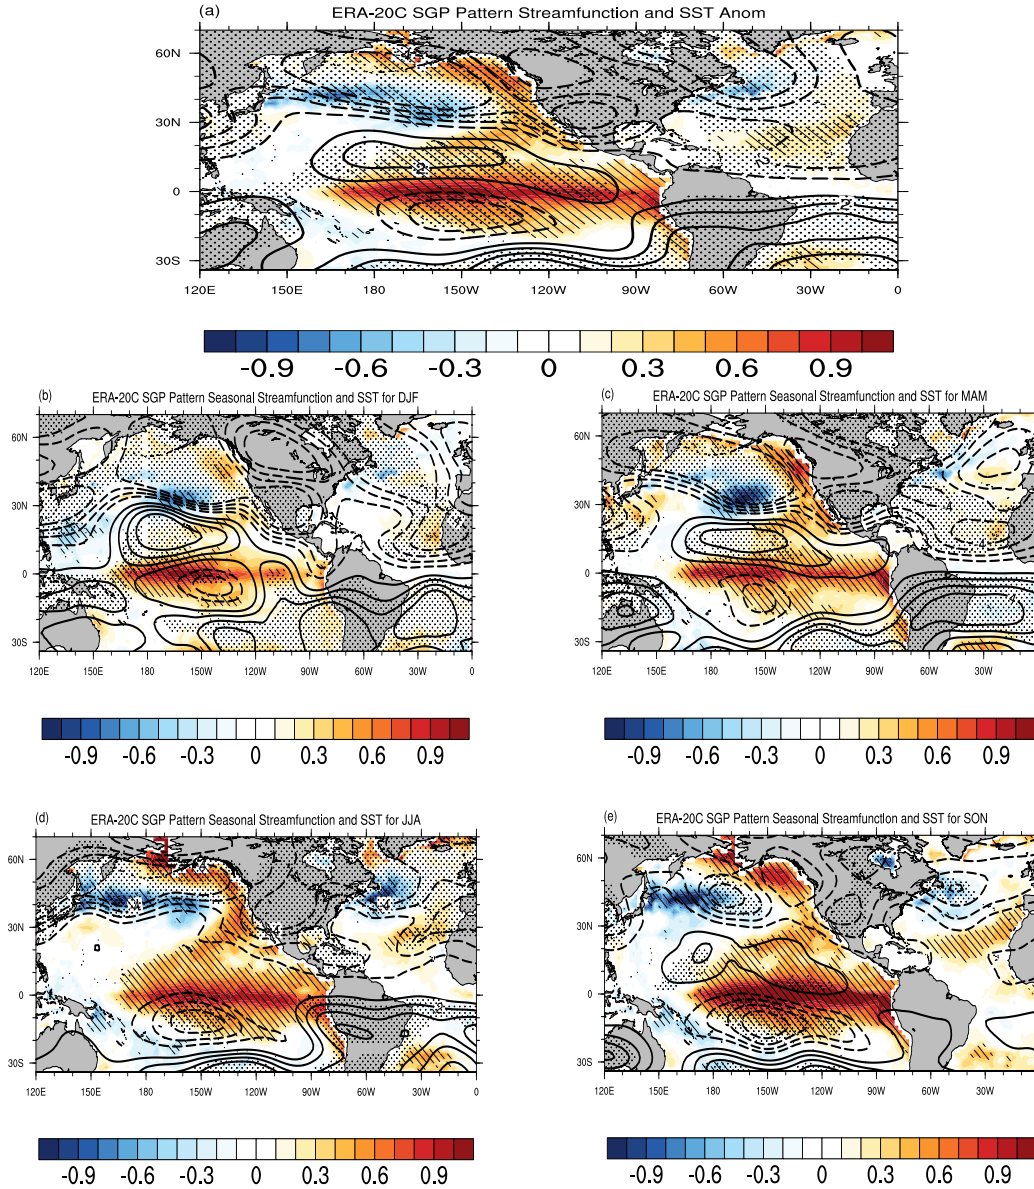 (a) ERA-20C SGP Pattern Streamfunction and SST Anom
60N
30N
0
30S
2
2
2
1
120E 150E 180 150W 120W 90W 60W 30W 0
-0.9 -0.6 -0.3 0 0.3 0.6 0.9
(b) ERA-20C SGP Pattern Seasonal Streamfunction and SST for DJF
60N
30N
0
30S
120E 150E 180 150W 120W 90W 60W 30W 0
-0.9 -0.6 -0.3 0 0.3 0.6 0.9
(c) ERA-20C SGP Pattern Seasonal Streamfunction and SST for MAM
60N
30N
0
30S
4
4
120E 150E 180 150W 120W 90W 60W 30W
-0.9 -0.6 -0.3 0 0.3 0.6 0.9
(d) ERA-20C SGP Pattern Seasonal Streamfunction and SST for JJA
60N
30N
0
30S
0
0
120E 150E 180 150W 120W 90W 60W 30W 0
-0.9 -0.6 -0.3 0 0.3 0.6 0.9
(e) ERA-20C SGP Pattern Seasonal Streamfunction and SST for SON
60N
30N
0
30S
120E 150E 180 150W 120W 90W 60W 30W
-0.9 -0.6 -0.3 0 0.3 0.6 0.9